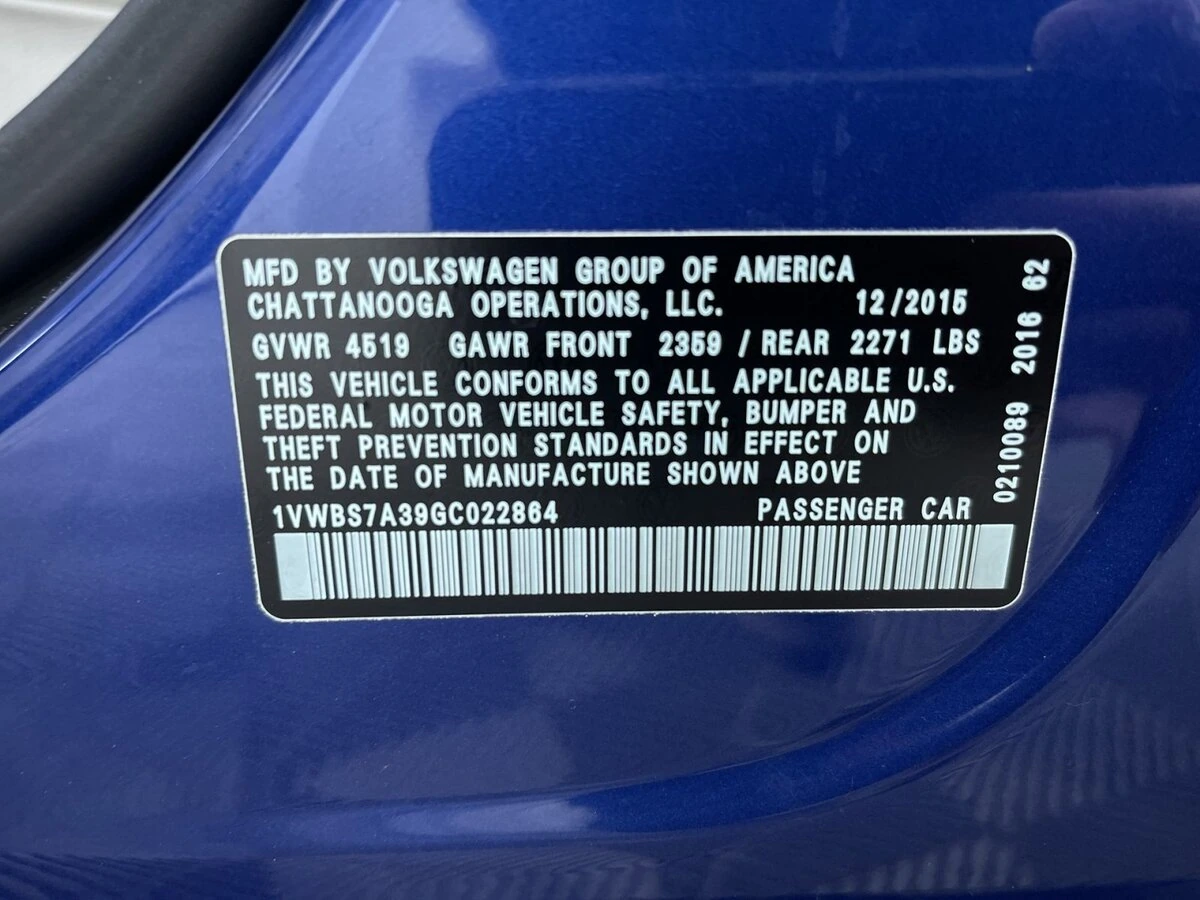 MFD BY VOLKSWAGEN GROUP OF AMERICA
CHATTANOOGA OPERATIONS, LLC. 12/2015
GVWR 4519 GAWR FRONT 2359 / REAR 2271 LBS
THIS VEHICLE CONFORMS TO ALL APPLICABLE U.S.
FEDERAL MOTOR VEHICLE SAFETY, BUMPER AND
THEFT PREVENTION STANDARDS IN EFFECT ON
THE DATE OF MANUFACTURE SHOWN ABOVE
1VWBS7A39GC022864 PASSENGER CAR
0210089 2016 62